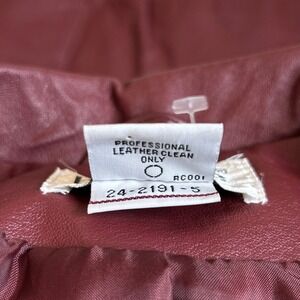 PROFESSIONAL
LEATHER CLEAN
ONLY
RC001
24-2191-5